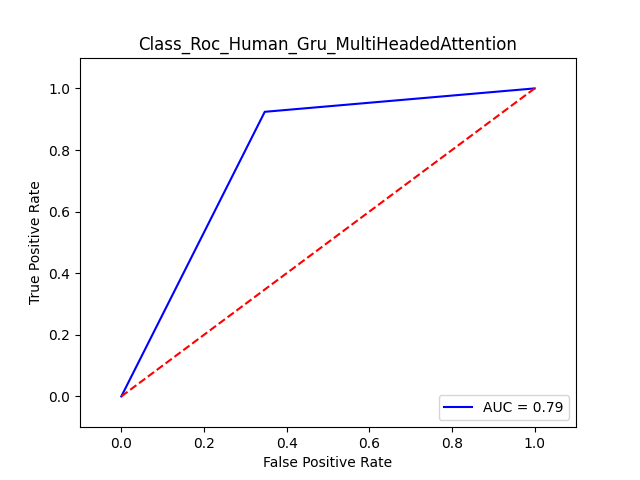 Class_Roc_Human_Gru_MultiHeadedAttention
True Positive Rate
1.0
0.8
0.6
0.4
0.2
0.0
AUC = 0.79
0.0 0.2 0.4 0.6 0.8 1.0
False Positive Rate